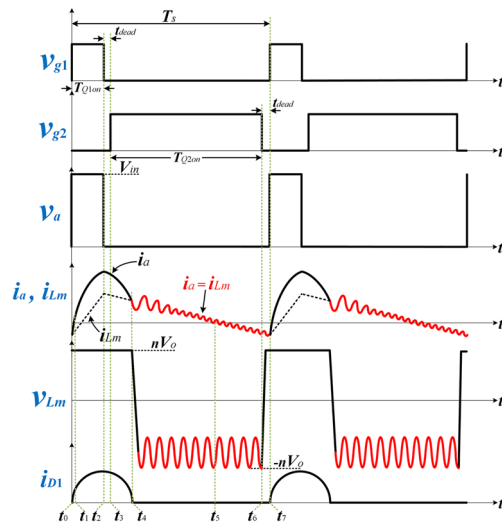 Ts
tdead
vg1
TQ1on
t
tdead
vg2
TQ2on
t
Vin
va
t
ia
ia = iLm
ia , iLm
iLm
t
nVo
vLm
t
-nVo
iD1
t
t0 t1 t2 t3 t4 t5 t6 t7